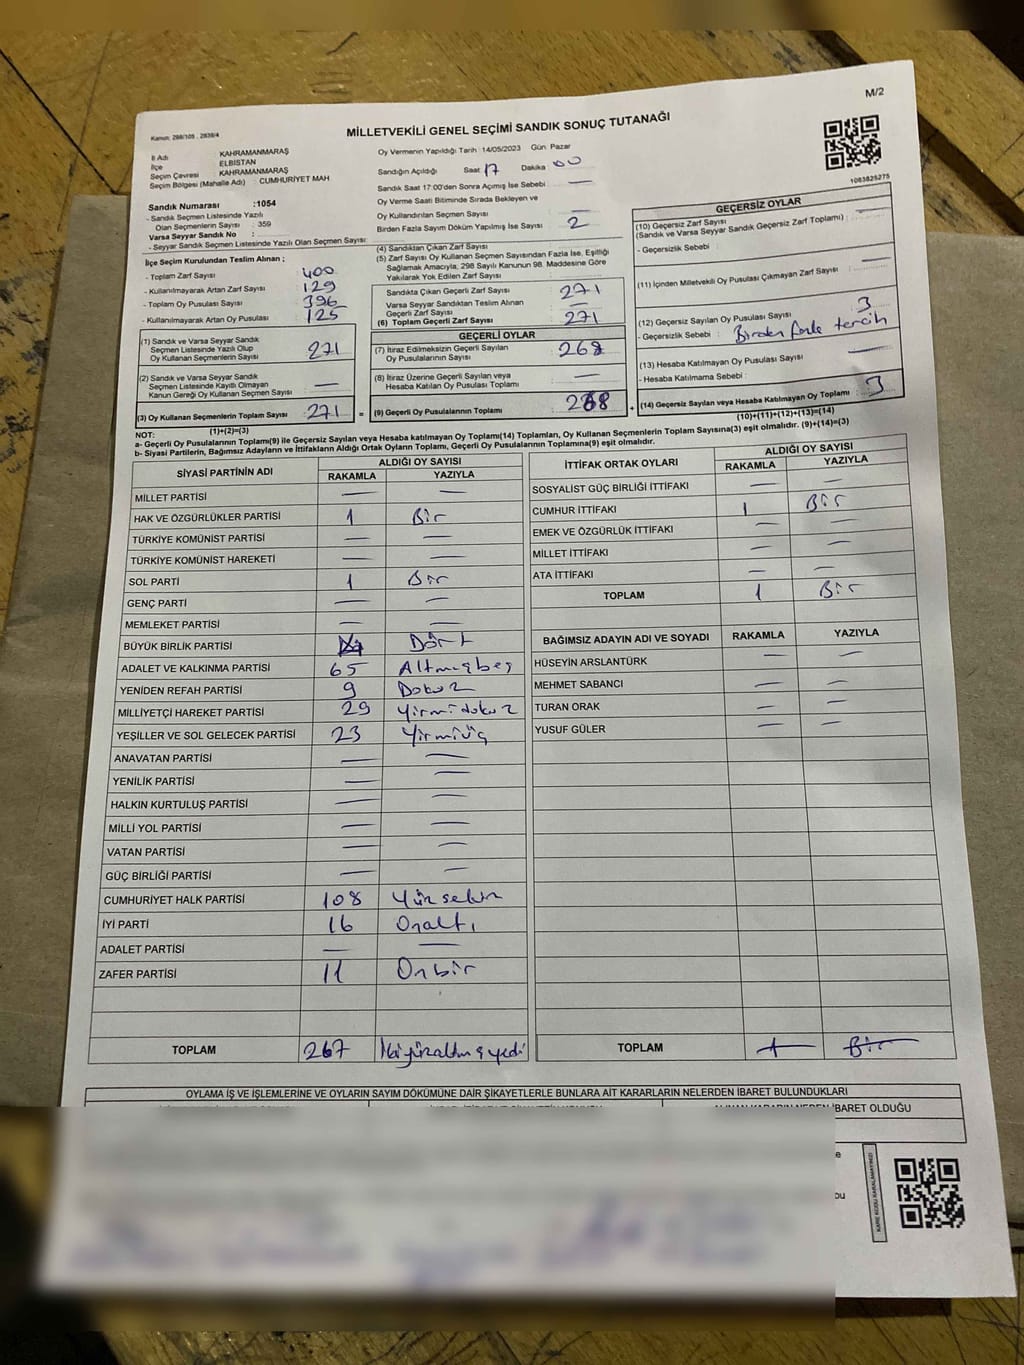 M/2
Kanun: 298/105 , 2839/4
MİLLETVEKİLİ GENEL SEÇİMİ SANDIK SONUÇ TUTANAĞI
İl Adı KAHRAMANMARAŞ
İlçe ELBİSTAN
Seçim Çevresi KAHRAMANMARAŞ
Seçim Bölgesi (Mahalle Adı) : CUMHURİYET MAH.
Sandık Numarası :1054
- Sandık Seçmen Listesinde Yazılı
Olan Seçmenlerin Sayısı : 359
Varsa Seyyar Sandık No :
- Seyyar Sandık Seçmen Listesinde Yazılı Olan Seçmen Sayısı:
Oy Vermenin Yapıldığı Tarih : 14/05/2023 Gün: Pazar
Sandığın Açıldığı Saat 17 Dakika 00
Sandık Saat 17:00'den Sonra Açımış İse Sebebi —
Oy Verme Saati Bitiminde Sırada Bekleyen ve
Oy Kullandırılan Seçmen Sayısı —
Birden Fazla Sayım Döküm Yapılmış İse Sayısı 2
1083825275
İlçe Seçim Kurulundan Teslim Alınan ;
- Toplam Zarf Sayısı 400
- Kullanılmayarak Artan Zarf Sayısı 129
- Toplam Oy Pusulası Sayısı 396
- Kullanılmayarak Artan Oy Pusulası : 125
(4) Sandıktan Çıkan Zarf Sayısı
(5) Zarf Sayısı Oy Kullanan Seçmen Sayısından Fazla İse, Eşitliği
Sağlamak Amacıyla, 298 Sayılı Kanunun 98. Maddesine Göre
Yakılarak Yok Edilen Zarf Sayısı
Sandıkta Çıkan Geçerli Zarf Sayısı 271
Varsa Seyyar Sandıktan Teslim Alınan
Geçerli Zarf Sayısı —
(6) Toplam Geçerli Zarf Sayısı 271
GEÇERSİZ OYLAR
(10) Geçersiz Zarf Sayısı —
(Sandık ve Varsa Seyyar Sandık Geçersiz Zarf Toplamı)
- Geçersizlik Sebebi :
(11) İçinden Milletvekili Oy Pusulası Çıkmayan Zarf Sayısı —
(12) Geçersiz Sayılan Oy Pusulası Sayısı 3
- Geçersizlik Sebebi : Birden fazla tercih
(13) Hesaba Katılmayan Oy Pusulası Sayısı —
- Hesaba Katılmama Sebebi :
(14) Geçersiz Sayılan veya Hesaba Katılmayan Oy Toplamı : 3
(10)+(11)+(12)+(13)=(14)
(1) Sandık ve Varsa Seyyar Sandık
Seçmen Listesinde Yazılı Olup
Oy Kullanan Seçmenlerin Sayısı 271
(2) Sandık ve Varsa Seyyar Sandık
Seçmen Listesinde Kayıtlı Olmayan
Kanun Gereği Oy Kullanan Seçmen Sayısı —
(3) Oy Kullanan Seçmenlerin Toplam Sayısı 271 =
(1)+(2)=(3)
GEÇERLİ OYLAR
(7) İtiraz Edilmeksizin Geçerli Sayılan
Oy Pusulalarının Sayısı 268
(8) İtiraz Üzerine Geçerli Sayılan veya
Hesaba Katılan Oy Pusulası Toplamı —
(9) Geçerli Oy Pusulalarının Toplamı 268 +
NOT:
a- Geçerli Oy Pusulalarının Toplamı(9) ile Geçersiz Sayılan veya Hesaba katılmayan Oy Toplamı(14) Toplamları, Oy Kullanan Seçmenlerin Toplam Sayısına(3) eşit olmalıdır. (9)+(14)=(3)
b- Siyasi Partilerin, Bağımsız Adayların ve İttifakların Aldığı Ortak Oyların Toplamı, Geçerli Oy Pusulalarının Toplamına(9) eşit olmalıdır.
SİYASİ PARTİNİN ADI ALDIĞI OY SAYISI
RAKAMLA YAZIYLA
MİLLET PARTİSİ — —
HAK VE ÖZGÜRLÜKLER PARTİSİ 1 Bir
TÜRKİYE KOMÜNİST PARTİSİ — —
TÜRKİYE KOMÜNİST HAREKETİ — —
SOL PARTİ 1 Bir
GENÇ PARTİ — —
MEMLEKET PARTİSİ — —
BÜYÜK BİRLİK PARTİSİ Dört
ADALET VE KALKINMA PARTİSİ 65 Altmışbeş
YENİDEN REFAH PARTİSİ 9 Dokuz
MİLLİYETÇİ HAREKET PARTİSİ 29 Yirmidokuz
YEŞİLLER VE SOL GELECEK PARTİSİ 23 Yirmiüç
ANAVATAN PARTİSİ — —
YENİLİK PARTİSİ — —
HALKIN KURTULUŞ PARTİSİ — —
MİLLİ YOL PARTİSİ — —
VATAN PARTİSİ — —
GÜÇ BİRLİĞİ PARTİSİ — —
CUMHURİYET HALK PARTİSİ 108 Yüzsekiz
İYİ PARTİ 16 Onaltı
ADALET PARTİSİ — —
ZAFER PARTİSİ 11 Onbir
TOPLAM 267 İkiyüzaltmışyedi
İTTİFAK ORTAK OYLARI ALDIĞI OY SAYISI
RAKAMLA YAZIYLA
SOSYALİST GÜÇ BİRLİĞİ İTTİFAKI — —
CUMHUR İTTİFAKI 1 Bir
EMEK VE ÖZGÜRLÜK İTTİFAKI — —
MİLLET İTTİFAKI — —
ATA İTTİFAKI — —
TOPLAM 1 Bir
BAĞIMSIZ ADAYIN ADI VE SOYADI RAKAMLA YAZIYLA
HÜSEYİN ARSLANTÜRK — —
MEHMET SABANCI — —
TURAN ORAK — —
YUSUF GÜLER — —
TOPLAM 1 Bir
OYLAMA İŞ VE İŞLEMLERİNE VE OYLARIN SAYIM DÖKÜMÜNE DAİR ŞİKAYETLERLE BUNLARA AİT KARARLARIN NELERDEN İBARET BULUNDUKLARI
İBARET OLDUĞU
KARE KODU KARALAMAYINIZ!